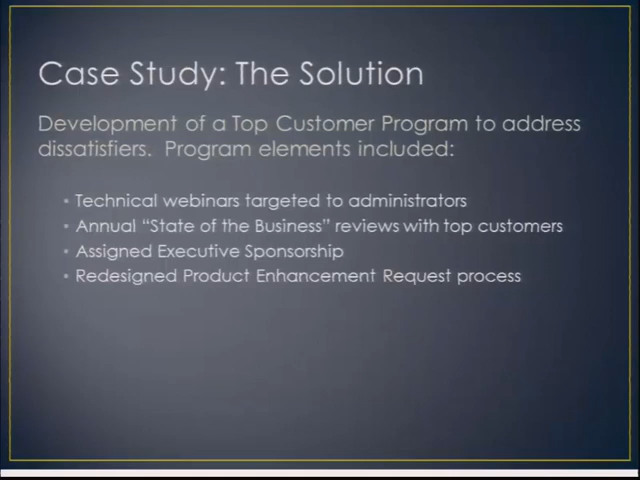 Case Study: The Solution
Development of a Top Customer Program to address
dissatisfiers. Program elements included:
• Technical webinars targeted to administrators
• Annual “State of the Business” reviews with top customers
• Assigned Executive Sponsorship
• Redesigned Product Enhancement Request process